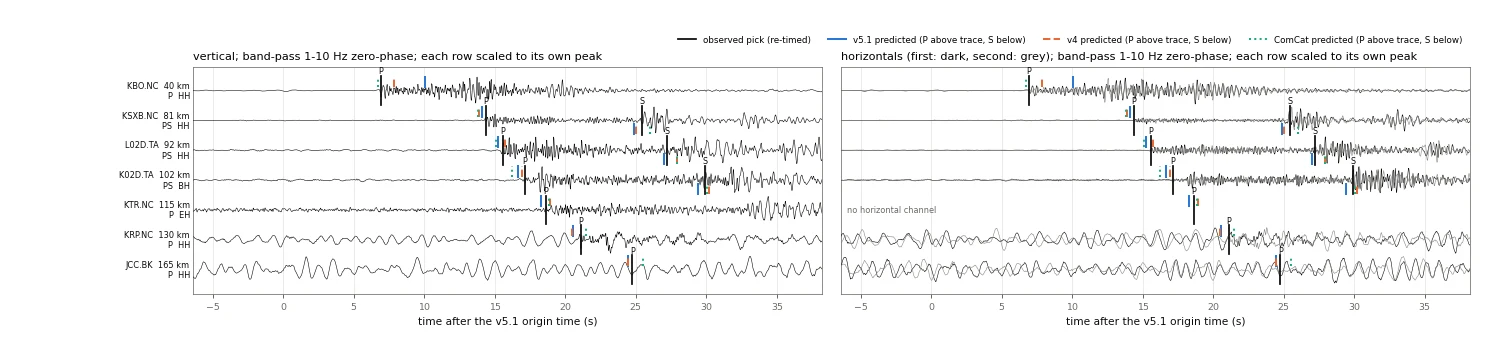 observed pick (re-timed) v5.1 predicted (P above trace, S below) v4 predicted (P above trace, S below) ComCat predicted (P above trace, S below)
vertical; band-pass 1-10 Hz zero-phase; each row scaled to its own peak
KBO.NC 40 km
P HH
KSXB.NC 81 km
PS HH
L02D.TA 92 km
PS HH
K02D.TA 102 km
PS BH
KTR.NC 115 km
P EH
KRP.NC 130 km
P HH
JCC.BK 165 km
P HH
P
P
S
P
S
P
S
P
P
P
−5 0 5 10 15 20 25 30 35
time after the v5.1 origin time (s)
horizontals (first: dark, second: grey); band-pass 1-10 Hz zero-phase; each row scaled to its own peak
P
P
S
P
S
P
S
P
no horizontal channel
P
P
−5 0 5 10 15 20 25 30 35
time after the v5.1 origin time (s)